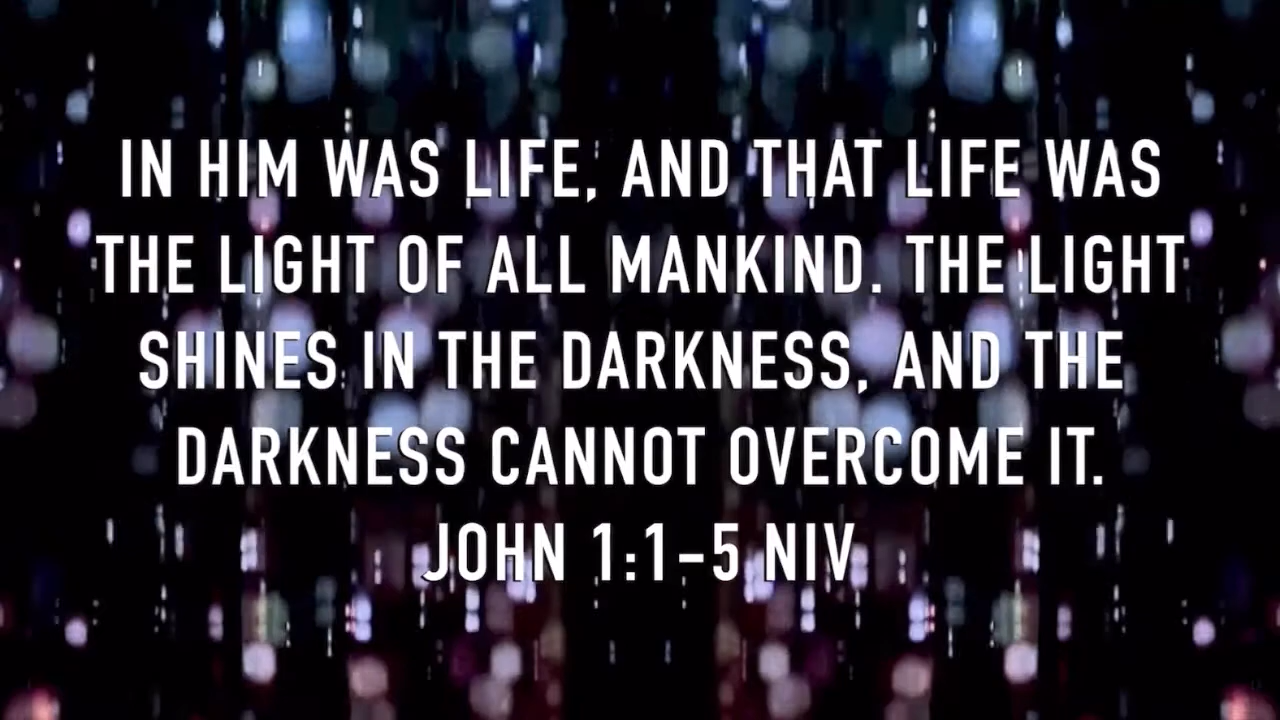 IN HIM WAS LIFE, AND THAT LIFE WAS
THE LIGHT OF ALL MANKIND. THE LIGHT
SHINES IN THE DARKNESS, AND THE
DARKNESS CANNOT OVERCOME IT.
JOHN 1:1-5 NIV